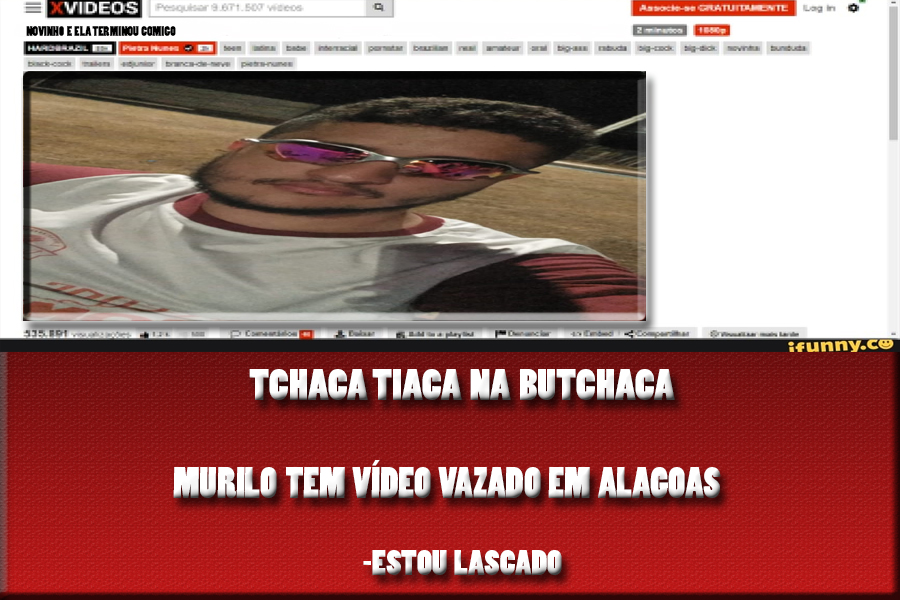 XVIDEOS
Pesquisar 9.671.507 vídeos
Associe-se GRATUITAMENTE
Log in
NOVINHO E ELA TERMINOU COMIGO
2 minutos
1080p
HARDBRAZIL
Pietra Nunes
teen
latina
babe
interracial
pornstar
brazilian
real
amateur
oral
big-ass
rabuda
big-cock
big-dick
novinha
bunduda
black-cock
trailers
edjunior
branca-de-neve
pietra-nunes
535.891 visualizações
Comentários
Baixar
Add to a playlist
Denunciar
Embed
Compartilhar
Visualizar mais tarde
ifunny.co
TCHACA TIACA NA BUTCHACA
MURILO TEM VÍDEO VAZADO EM ALAGOAS
-ESTOU LASCADO